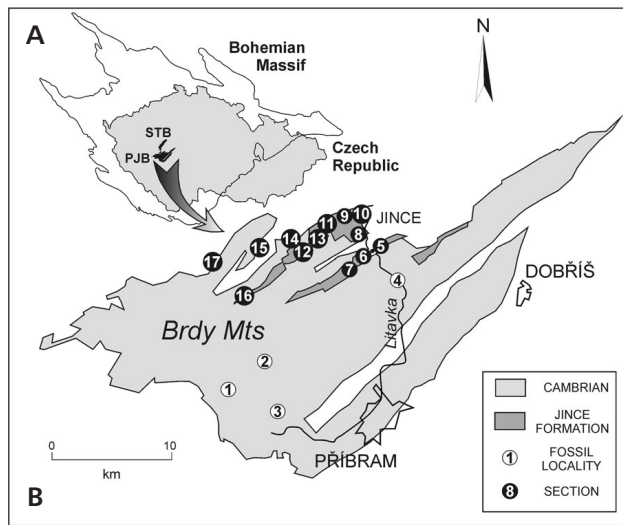 A
Bohemian
Massif
N
STB
PJB
Czech
Republic
JINCE
11
9
10
14
13
8
17
15
12
5
6
7
4
16
DOBŘÍŠ
Brdy Mts
Litavka
2
1
3
CAMBRIAN
JINCE
FORMATION
1
FOSSIL
LOCALITY
8
SECTION
0
10
km
PŘÍBRAM
B